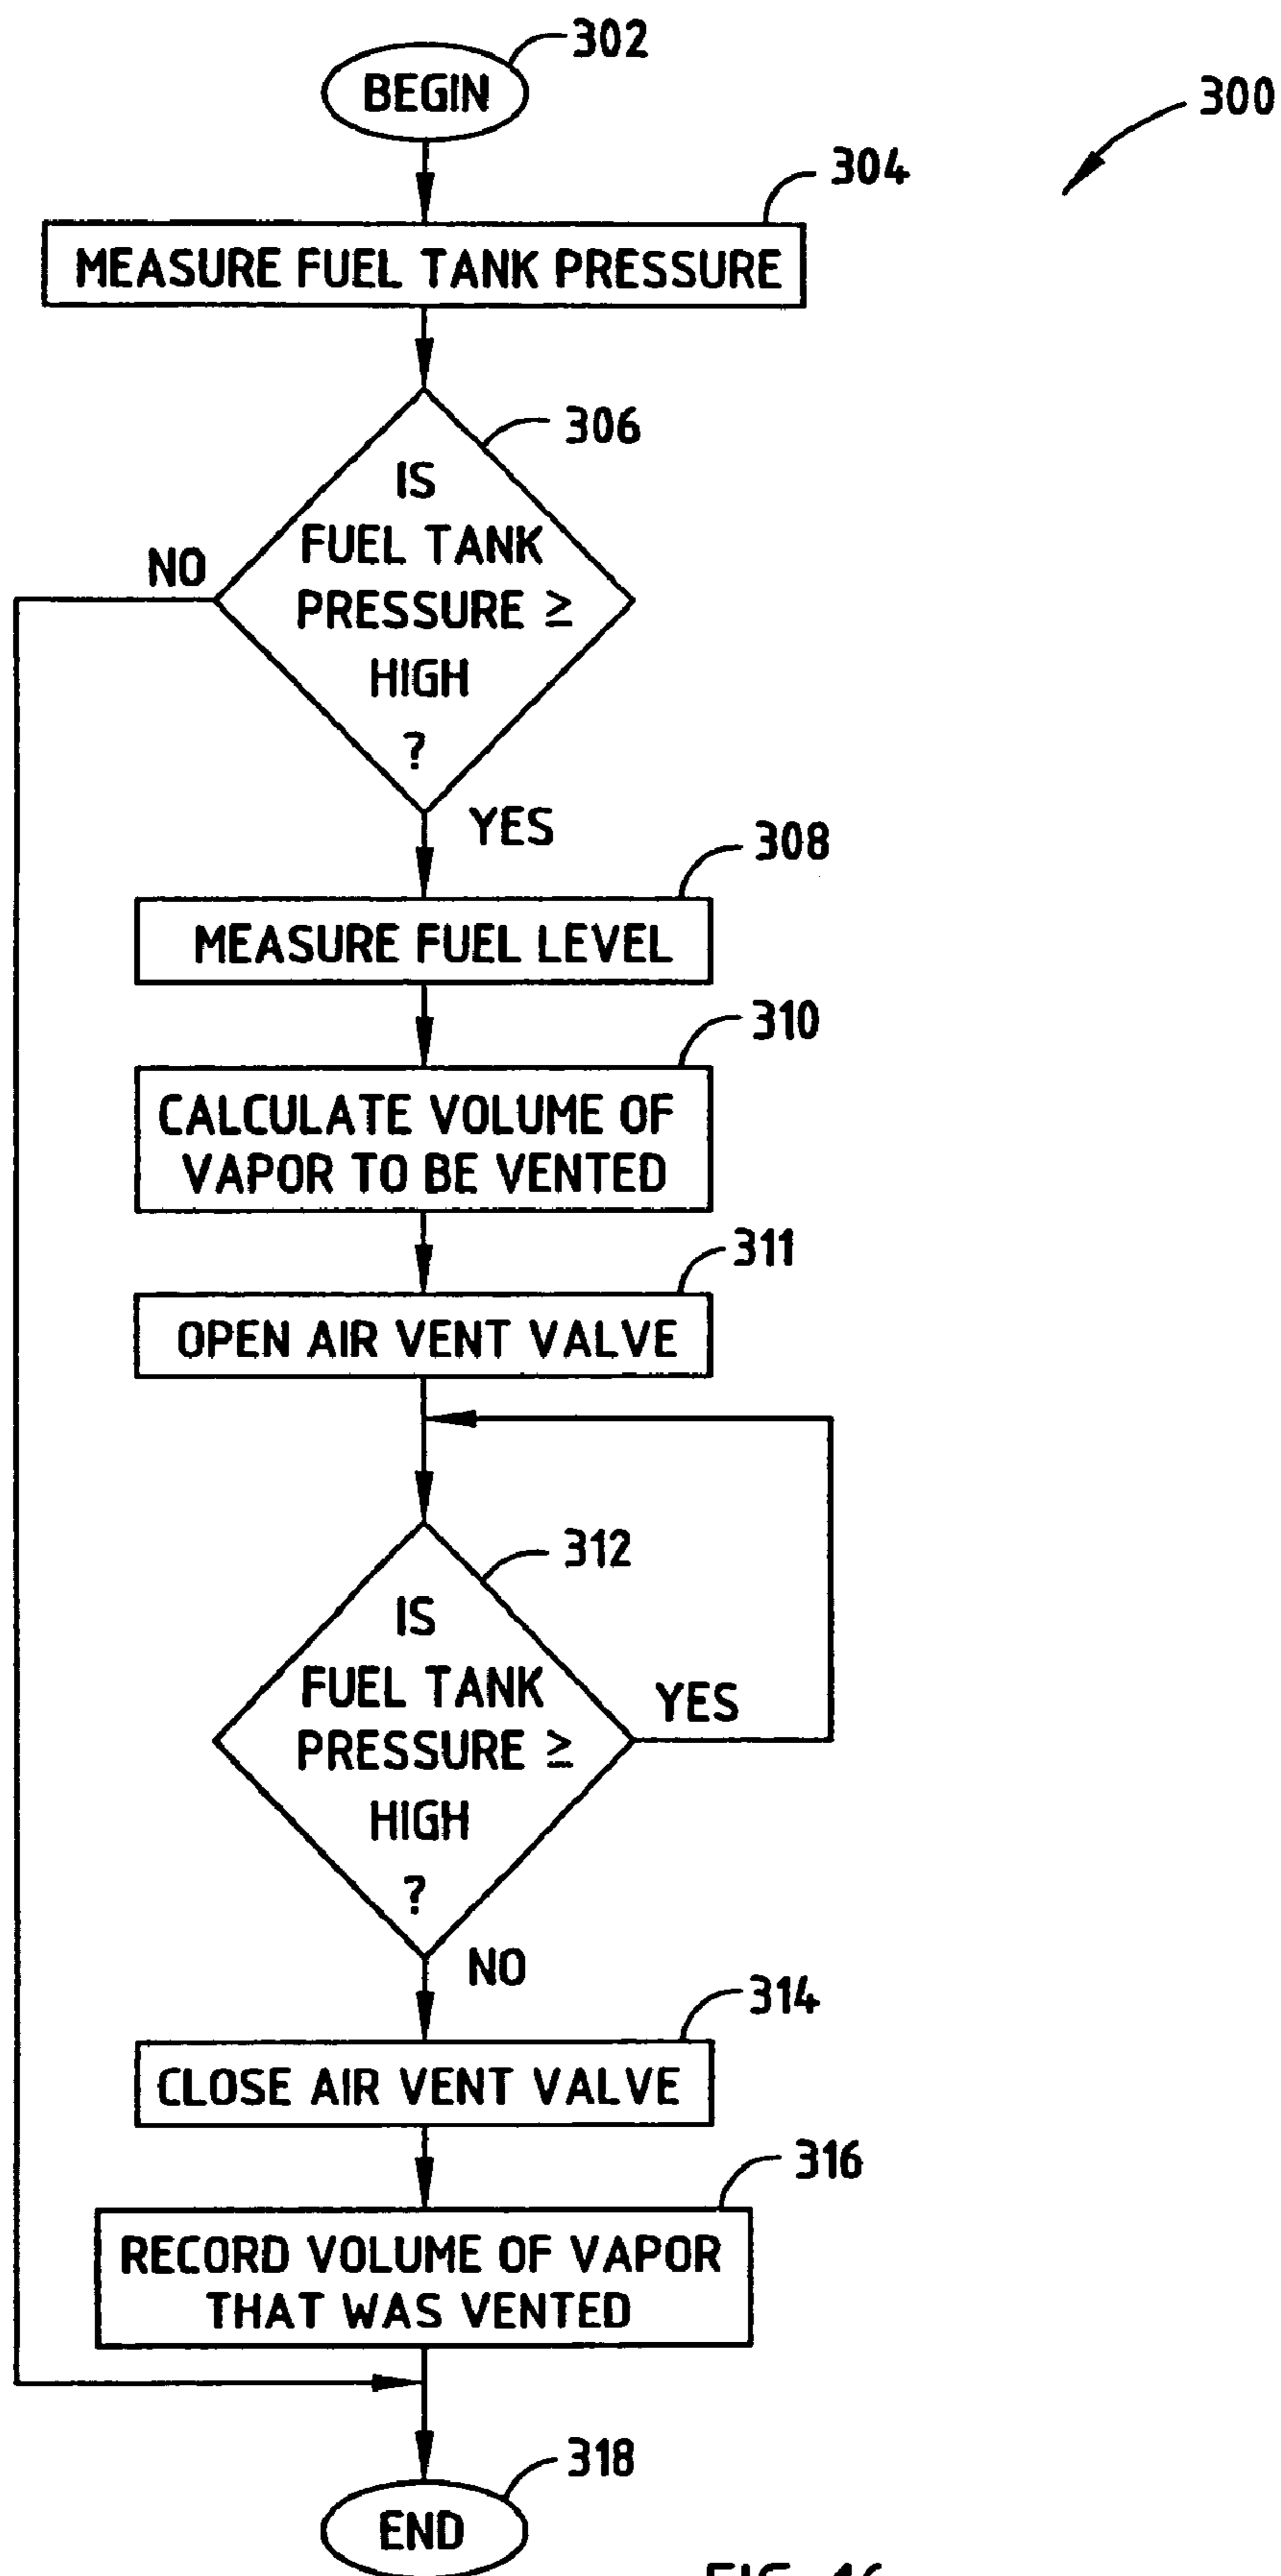 302
BEGIN
300
304
MEASURE FUEL TANK PRESSURE
306
IS
FUEL TANK
PRESSURE ≥
HIGH
?
NO
YES
308
MEASURE FUEL LEVEL
310
CALCULATE VOLUME OF
VAPOR TO BE VENTED
311
OPEN AIR VENT VALVE
312
IS
FUEL TANK
PRESSURE ≥
HIGH
?
YES
NO
314
CLOSE AIR VENT VALVE
316
RECORD VOLUME OF VAPOR
THAT WAS VENTED
318
END